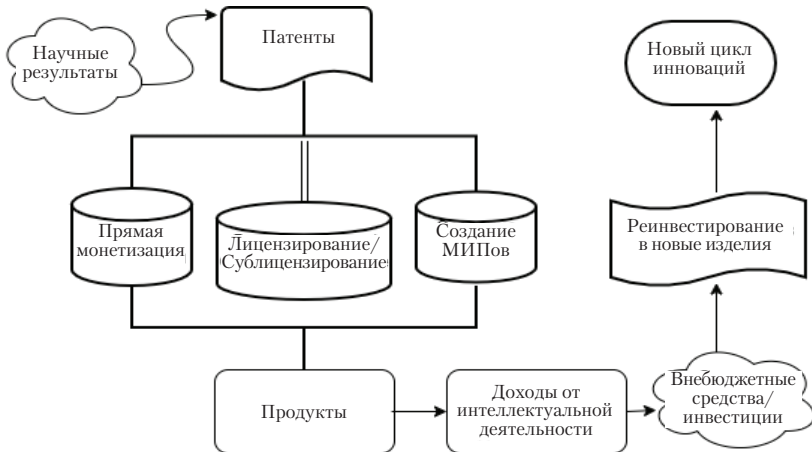 Научные
результаты
Патенты
Новый цикл
инноваций
Прямая
монетизация
Лицензирование/
Сублицензирование
Создание
МИПов
Реинвестирование
в новые изделия
Продукты
Доходы от
интеллектуальной
деятельности
Внебюджетные
средства/
инвестиции